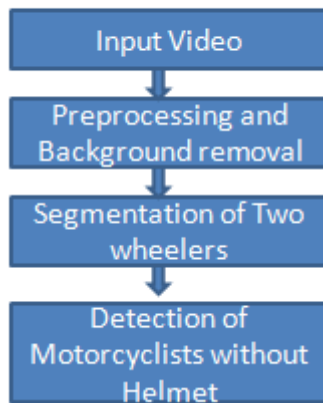 Input Video
Preprocessing and
Background removal
Segmentation of Two
wheelers
Detection of
Motorcyclists without
Helmet